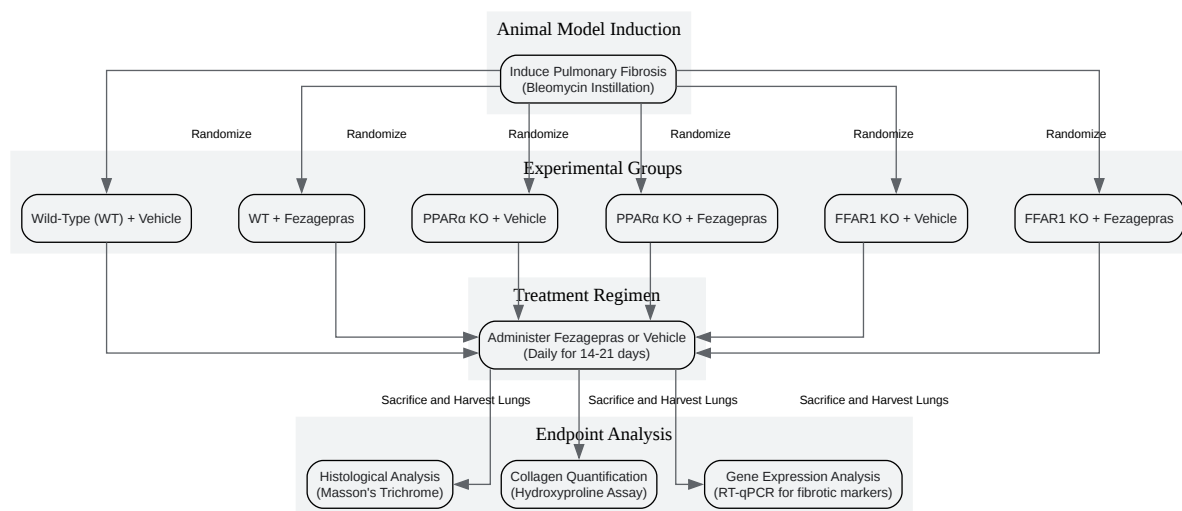 Animal Model Induction
Induce Pulmonary Fibrosis
(Bleomycin Instillation)
Randomize
Randomize
Randomize
Randomize
Randomize
Randomize
Experimental Groups
Wild-Type (WT) + Vehicle
WT + Fezagepras
PPARα KO + Vehicle
PPARα KO + Fezagepras
FFAR1 KO + Vehicle
FFAR1 KO + Fezagepras
Treatment Regimen
Administer Fezagepras or Vehicle
(Daily for 14-21 days)
Sacrifice and Harvest Lungs
Sacrifice and Harvest Lungs
Sacrifice and Harvest Lungs
Endpoint Analysis
Histological Analysis
(Masson's Trichrome)
Collagen Quantification
(Hydroxyproline Assay)
Gene Expression Analysis
(RT-qPCR for fibrotic markers)